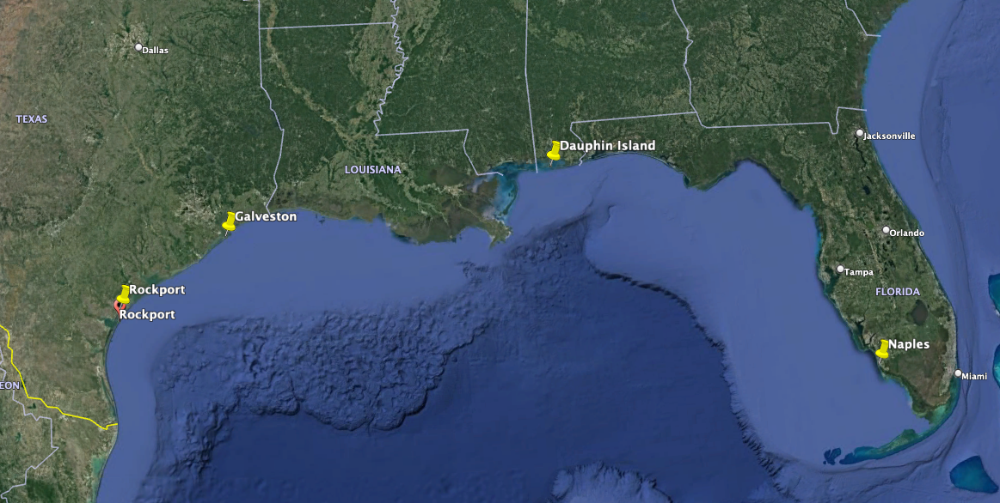 Dallas
TEXAS
Jacksonville
Dauphin Island
LOUISIANA
Galveston
Orlando
Tampa
Rockport
FLORIDA
Rockport
Naples
Miami
EON